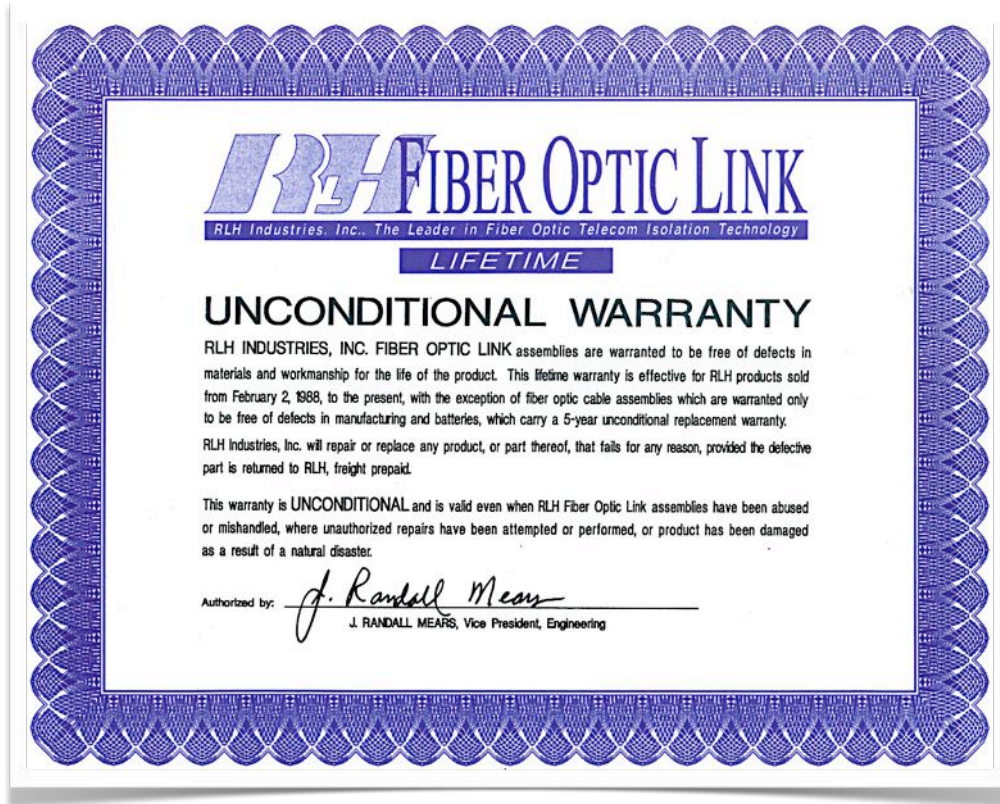 RLH FIBER OPTIC LINK
RLH Industries. Inc.. The Leader in Fiber Optic Telecom Isolation Technology
LIFETIME
UNCONDITIONAL WARRANTY
RLH INDUSTRIES, INC. FIBER OPTIC LINK assemblies are warranted to be free of defects in
materials and workmanship for the life of the product. This lifetime warranty is effective for RLH products sold
from February 2, 1988, to the present, with the exception of fiber optic cable assemblies which are warranted only
to be free of defects in manufacturing and batteries, which carry a 5-year unconditional replacement warranty.
RLH Industries, Inc. will repair or replace any product, or part thereof, that fails for any reason, provided the defective
part is returned to RLH, freight prepaid.
This warranty is UNCONDITIONAL and is valid even when RLH Fiber Optic Link assemblies have been abused
or mishandled, where unauthorized repairs have been attempted or performed, or product has been damaged
as a result of a natural disaster.
Authorized by: J. Randall Mears
J. RANDALL MEARS, Vice President, Engineering